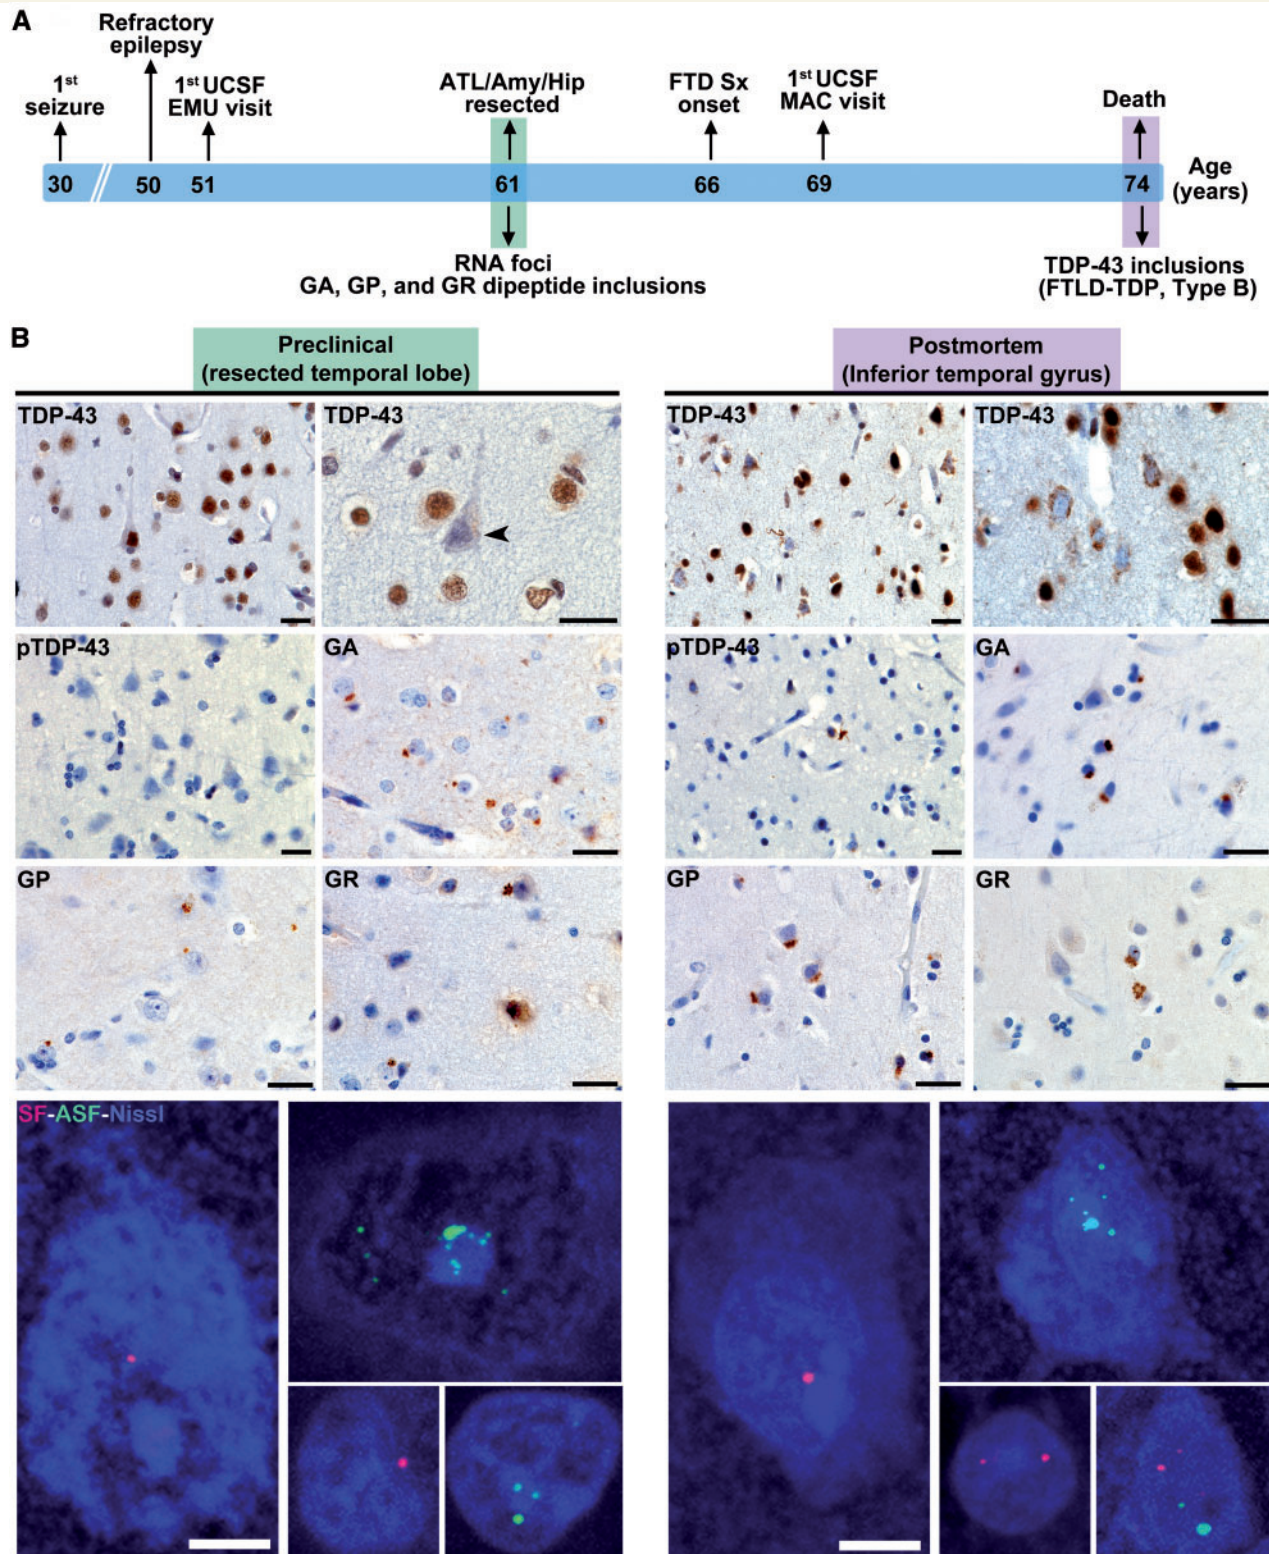 A
Refractory
epilepsy
1st
seizure
1st UCSF
EMU visit
ATL/Amy/Hip
resected
FTD Sx
onset
1st UCSF
MAC visit
Death
30
50
51
61
66
69
74
Age
(years)
RNA foci
GA, GP, and GR dipeptide inclusions
TDP-43 inclusions
(FTLD-TDP, Type B)
B
Preclinical
(resected temporal lobe)
Postmortem
(Inferior temporal gyrus)
TDP-43
TDP-43
TDP-43
TDP-43
pTDP-43
GA
pTDP-43
GA
GP
GR
GP
GR
SF-ASF-Nissl